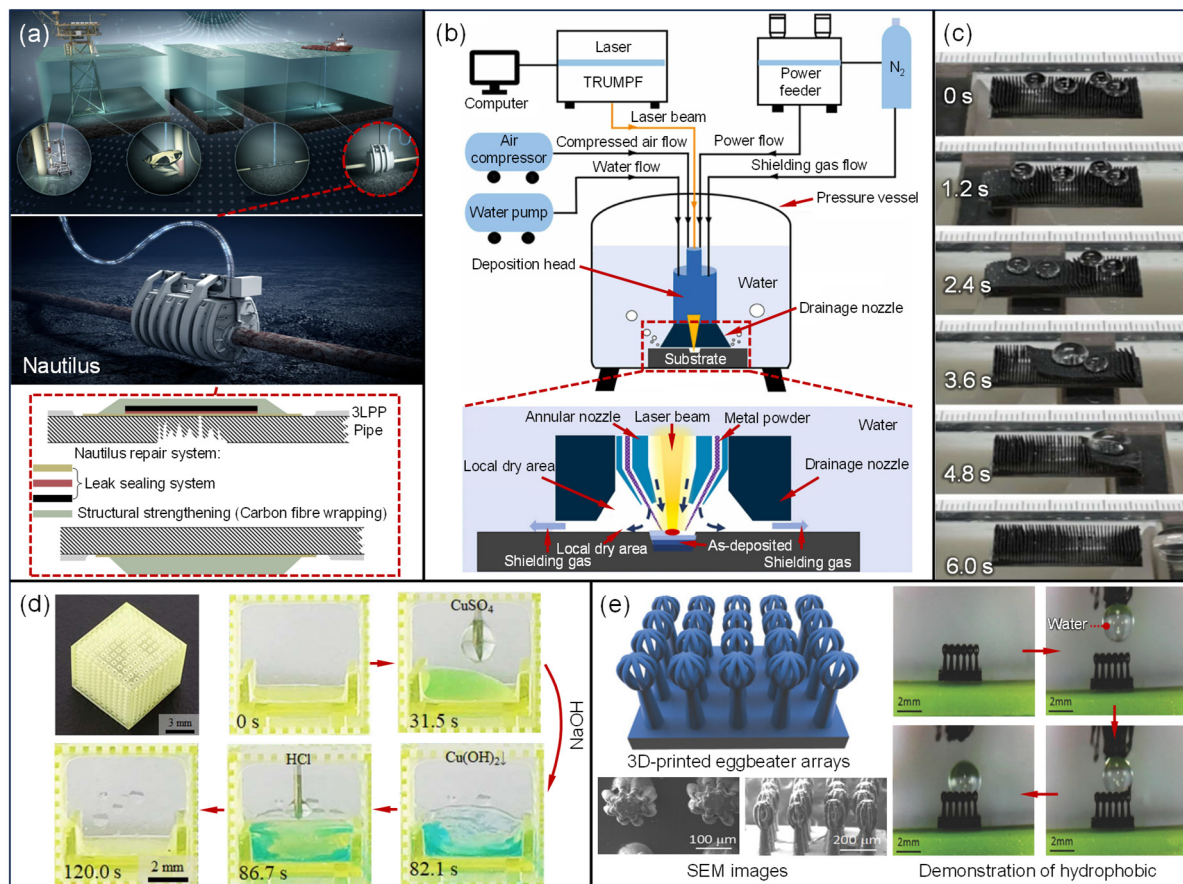 (a)
Nautilus
3LPP
Pipe
Nautilus repair system:
Leak sealing system
Structural strengthening (Carbon fibre wrapping)
(b)
Computer
Laser
TRUMPF
Power
feeder
N2
Laser beam
Air
compressor
Compressed air flow
Power flow
Water flow
Shielding gas flow
Water pump
Pressure vessel
Deposition head
Water
Drainage nozzle
Substrate
Annular nozzle
Laser beam
Metal powder
Water
Local dry area
Drainage nozzle
Shielding gas
Local dry area
As-deposited
Shielding gas
(c)
0 s
1.2 s
2.4 s
3.6 s
4.8 s
6.0 s
(d)
3 mm
0 s
CuSO4
31.5 s
NaOH
Cu(OH)2↓
82.1 s
HCl
86.7 s
120.0 s
2 mm
(e)
3D-printed eggbeater arrays
100 μm
200 μm
SEM images
2mm
Water
2mm
2mm
2mm
Demonstration of hydrophobic